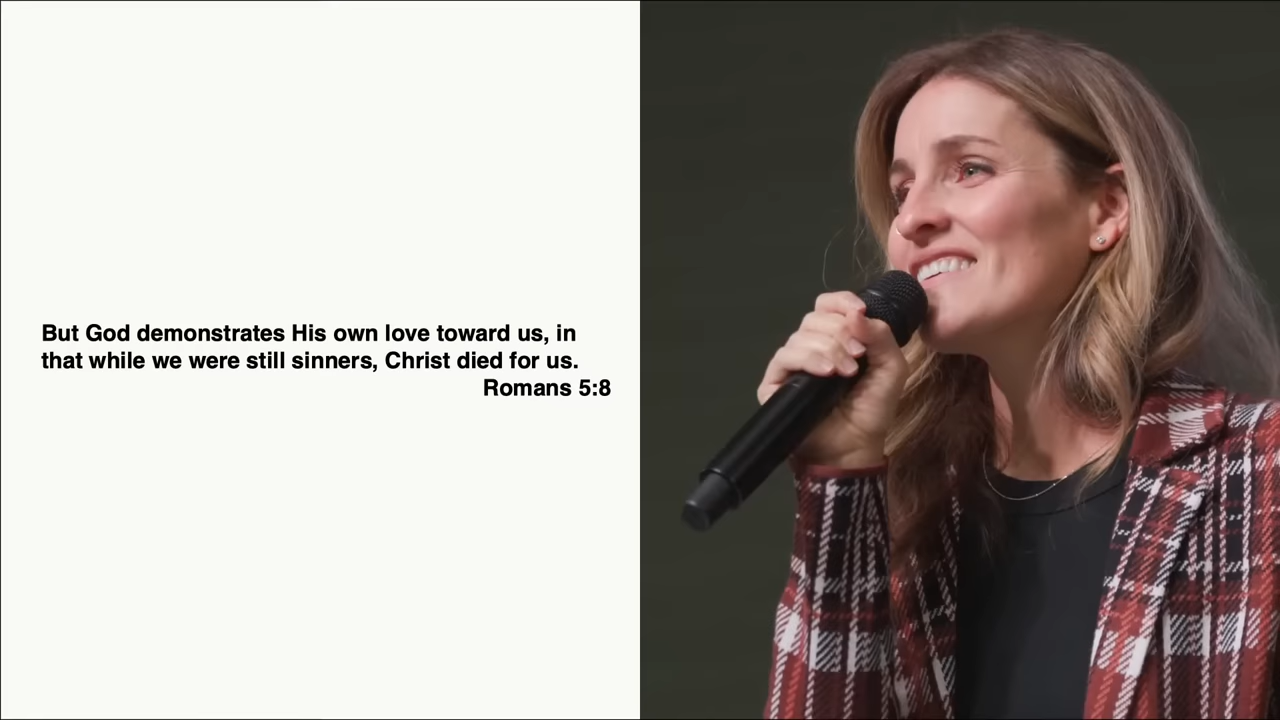 But God demonstrates His own love toward us, in
that while we were still sinners, Christ died for us.
Romans 5:8